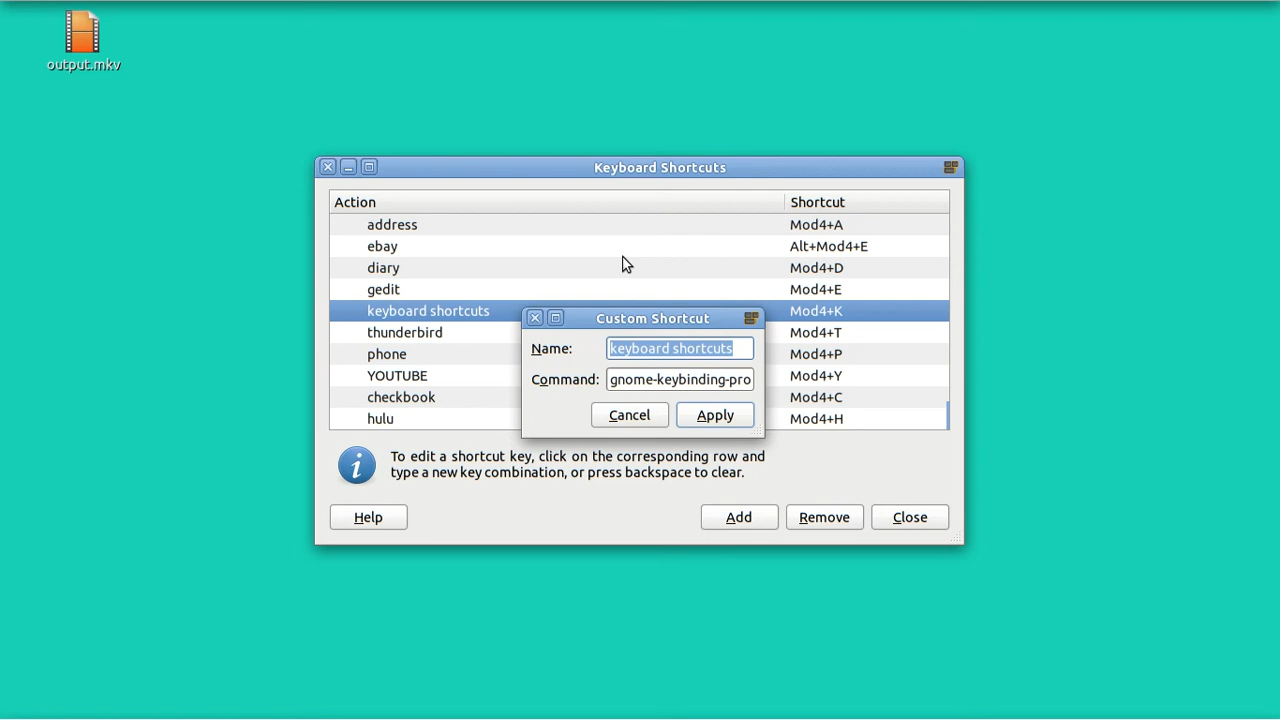 output.mkv
Keyboard Shortcuts
Action Shortcut
address Mod4+A
ebay Alt+Mod4+E
diary Mod4+D
gedit Mod4+E
keyboard shortcuts Mod4+K
thunderbird Mod4+T
phone Mod4+P
YOUTUBE Mod4+Y
checkbook Mod4+C
hulu Mod4+H
Custom Shortcut
Name: keyboard shortcuts
Command: gnome-keybinding-pro
Cancel Apply
To edit a shortcut key, click on the corresponding row and
type a new key combination, or press backspace to clear.
Help Add Remove Close